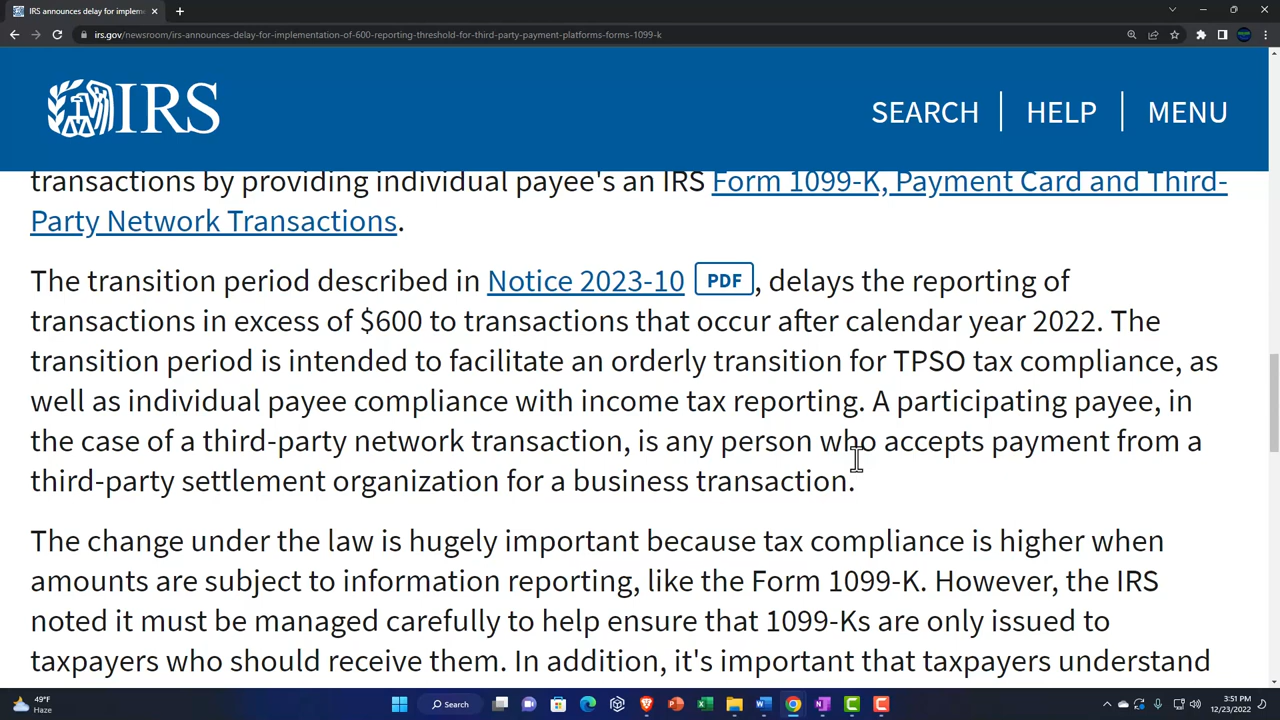 IRS announces delay for implem
irs.gov/newsroom/irs-announces-delay-for-implementation-of-600-reporting-threshold-for-third-party-payment-platforms-forms-1099-k
IRS
SEARCH HELP MENU
transactions by providing individual payee's an IRS Form 1099-K, Payment Card and Third-
Party Network Transactions.
The transition period described in Notice 2023-10 PDF, delays the reporting of
transactions in excess of $600 to transactions that occur after calendar year 2022. The
transition period is intended to facilitate an orderly transition for TPSO tax compliance, as
well as individual payee compliance with income tax reporting. A participating payee, in
the case of a third-party network transaction, is any person who accepts payment from a
third-party settlement organization for a business transaction.
The change under the law is hugely important because tax compliance is higher when
amounts are subject to information reporting, like the Form 1099-K. However, the IRS
noted it must be managed carefully to help ensure that 1099-Ks are only issued to
taxpayers who should receive them. In addition, it's important that taxpayers understand
49°F
Haze
Search
3:51 PM
12/23/2022